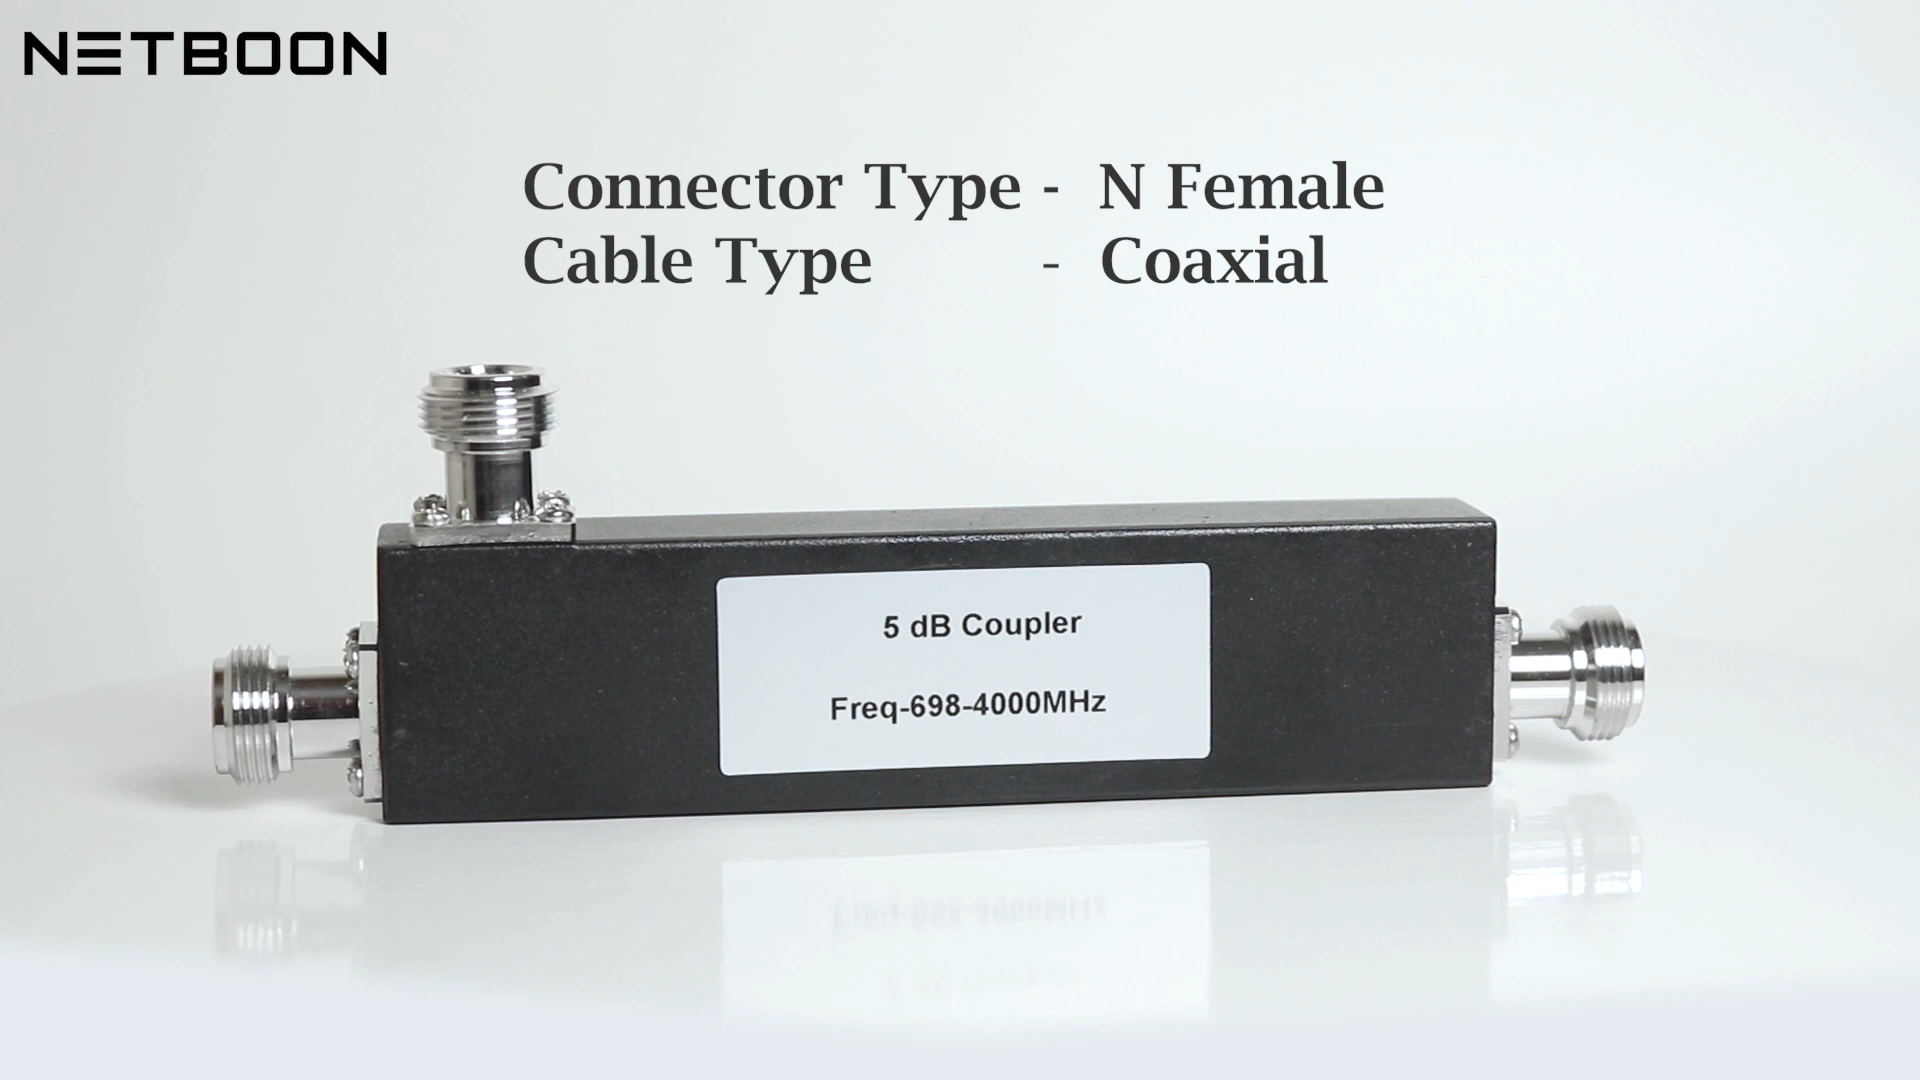 NETBOON
Connector Type - N Female
Cable Type - Coaxial
5 dB Coupler
Freq-698-4000MHz